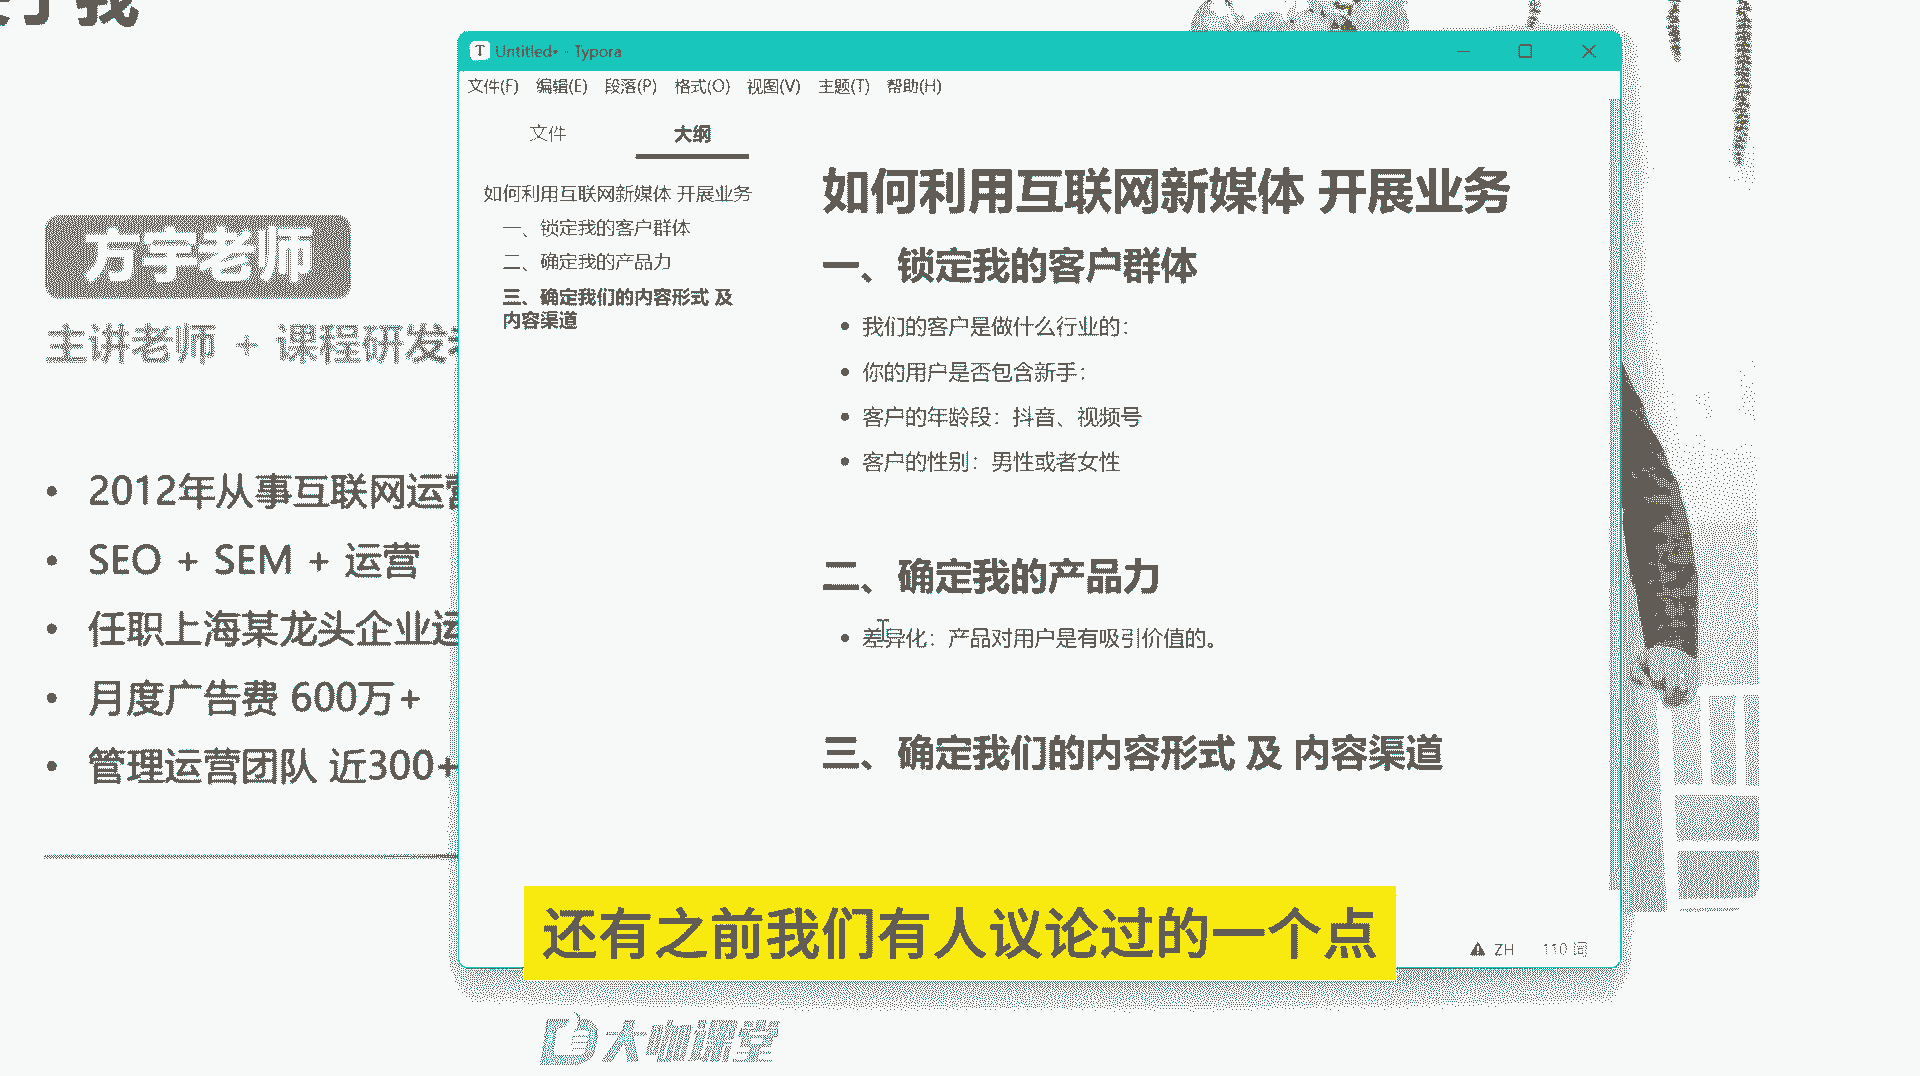 我
Untitled• - Typora
文件(F) 编辑(E) 段落(P) 格式(O) 视图(V) 主题(T) 帮助(H)
文件 大纲
如何利用互联网新媒体 开展业务
一、锁定我的客户群体
二、确定我的产品力
三、确定我们的内容形式 及
内容渠道
如何利用互联网新媒体 开展业务
一、锁定我的客户群体
• 我们的客户是做什么行业的：
• 你的用户是否包含新手：
• 客户的年龄段：抖音、视频号
• 客户的性别：男性或者女性
二、确定我的产品力
• 差异化：产品对用户是有吸引价值的。
三、确定我们的内容形式 及 内容渠道
ZH 110 词
方宇老师
主讲老师 + 课程研发
• 2012年从事互联网运营
• SEO + SEM + 运营
• 任职上海某龙头企业运
• 月度广告费 600万+
• 管理运营团队 近300+
还有之前我们有人议论过的一个点
大咖课堂